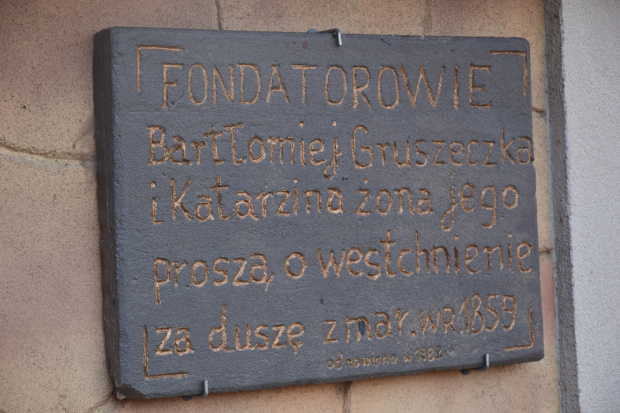 FONDATOROWIE
Bartłomiej Gruszeczka
i Katarzina żona jego
proszą o westchnienie
za duszę zmar. w R. 1859
odnowiono w 1982 r.